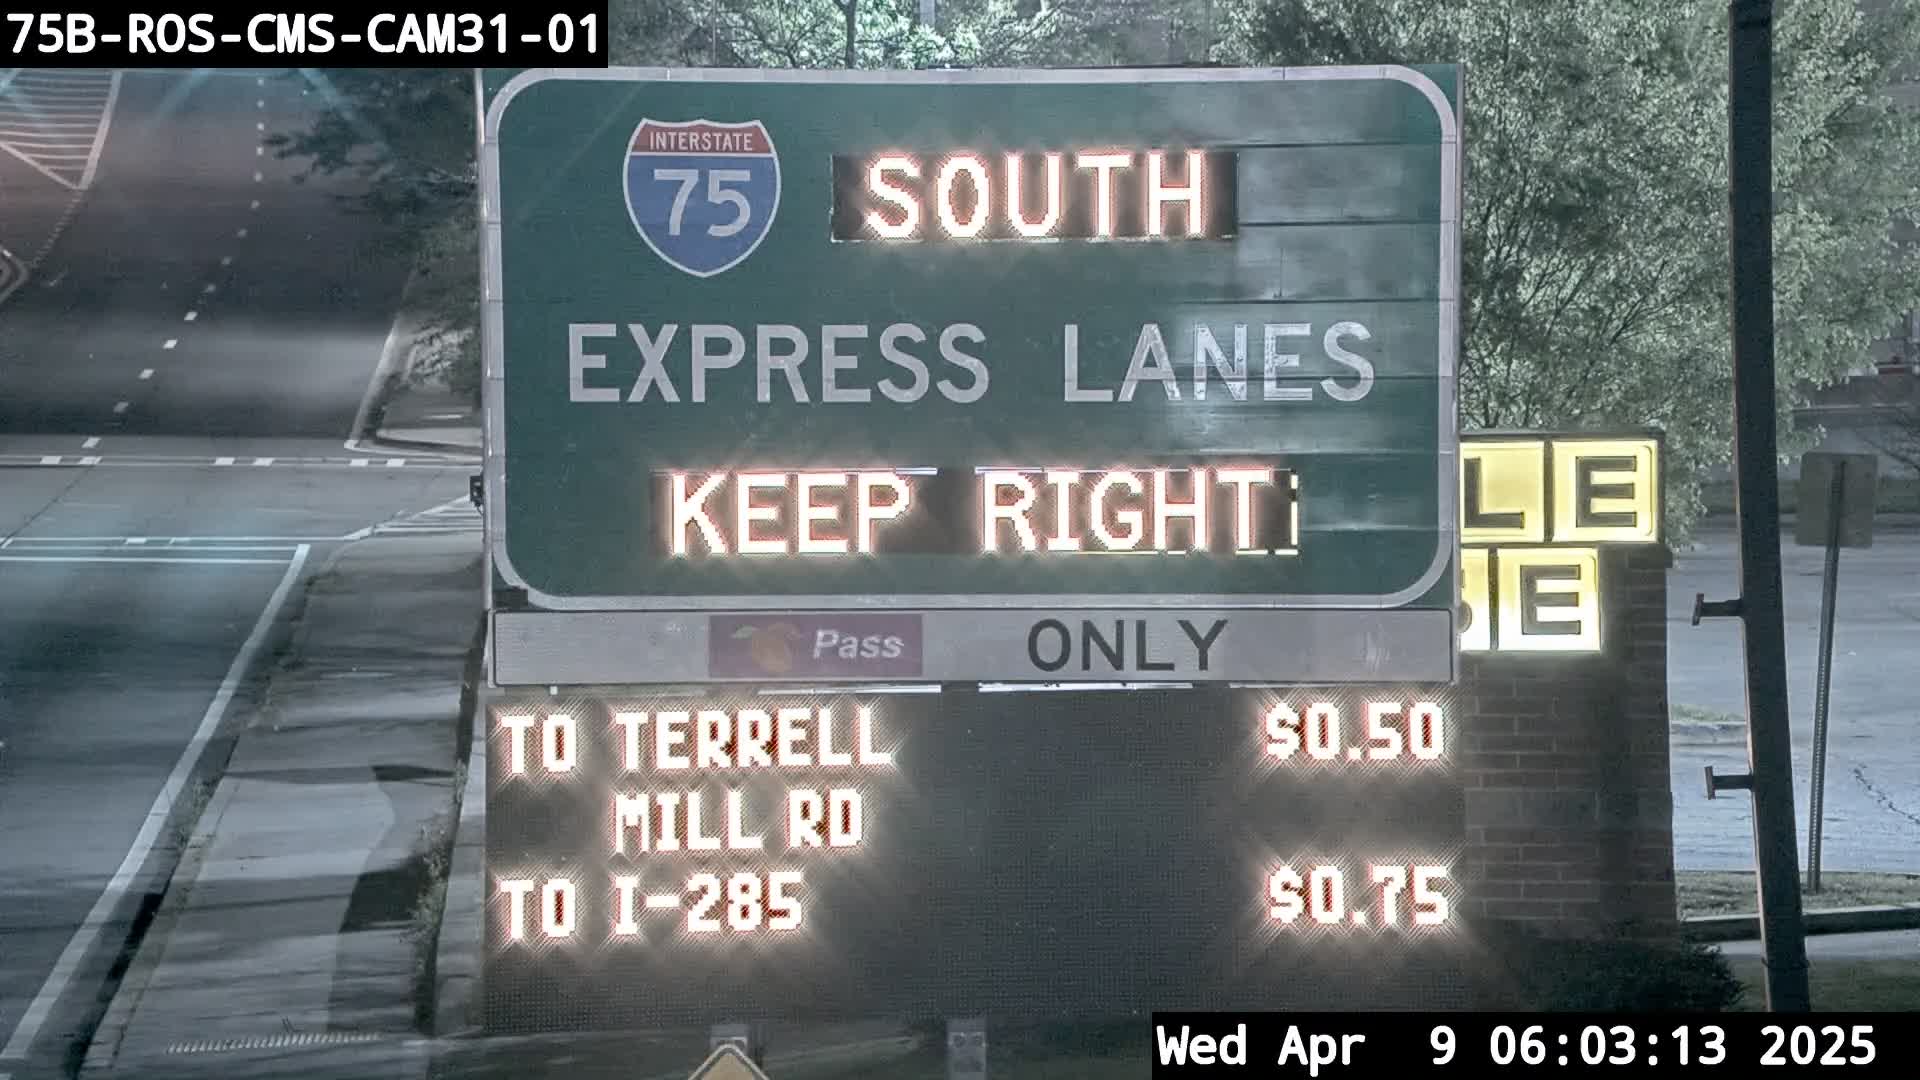 75B-ROS-CMS-CAM31-01
INTERSTATE
75
SOUTH
EXPRESS LANES
KEEP RIGHT
Pass ONLY
TO TERRELL $0.50
MILL RD
TO I-285 $0.75
LE
E
Wed Apr 9 06:03:13 2025